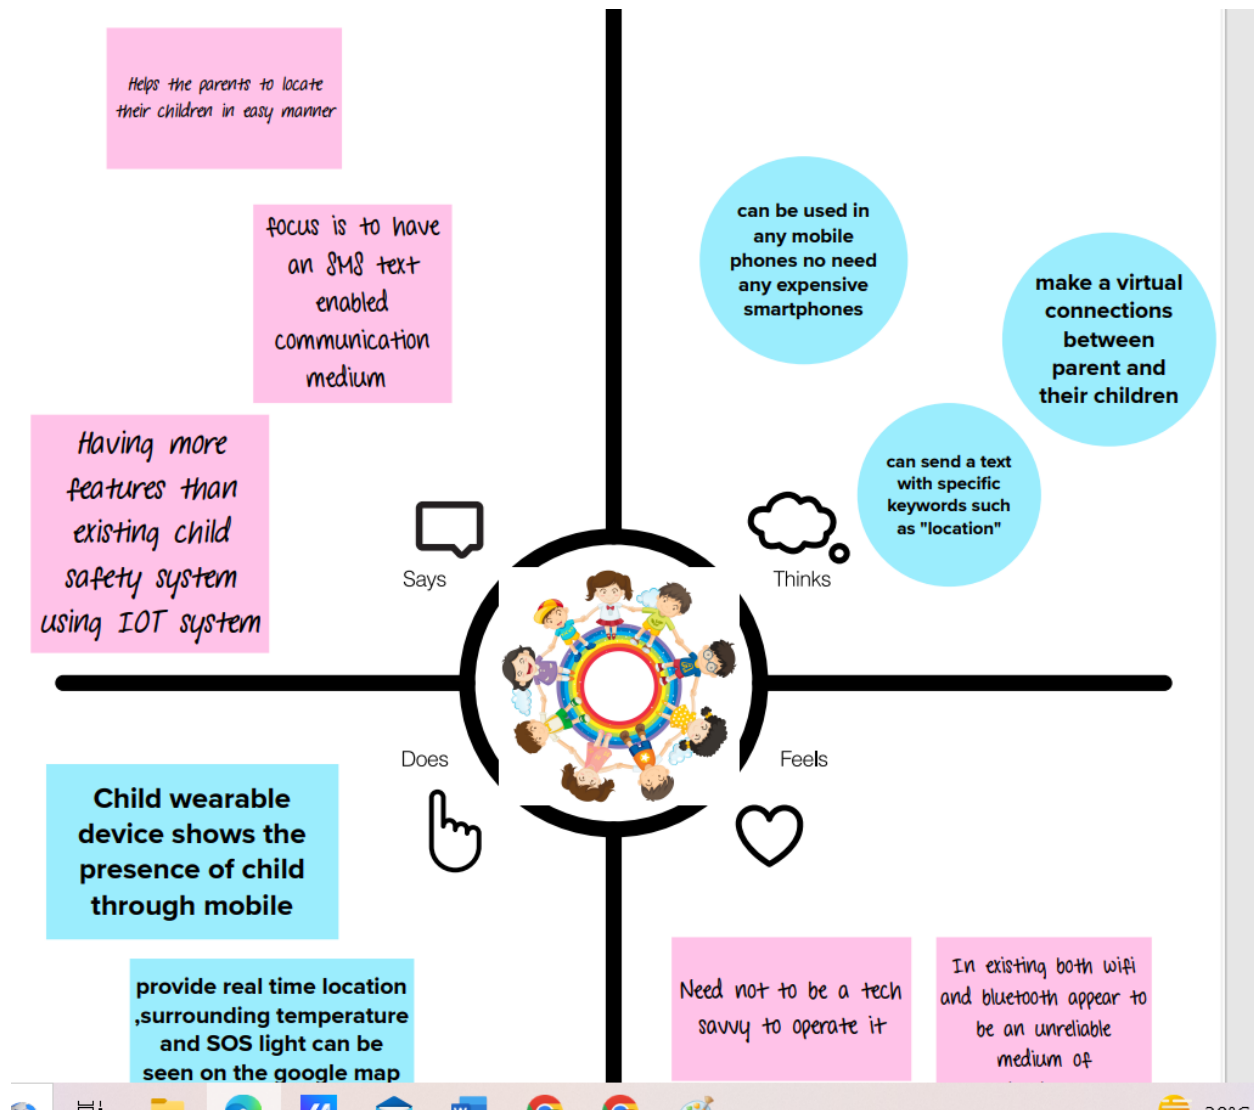 Helps the parents to locate
their children in easy manner
focus is to have
an SMS text
enabled
communication
medium
Having more
features than
existing child
safety system
using IOT system
Says
can be used in
any mobile
phones no need
any expensive
smartphones
make a virtual
connections
between
parent and
their children
can send a text
with specific
keywords such
as "location"
Thinks
Does
Child wearable
device shows the
presence of child
through mobile
provide real time location
,surrounding temperature
and SOS light can be
seen on the google map
Feels
Need not to be a tech
savvy to operate it
In existing both wifi
and bluetooth appear to
be an unreliable
medium of